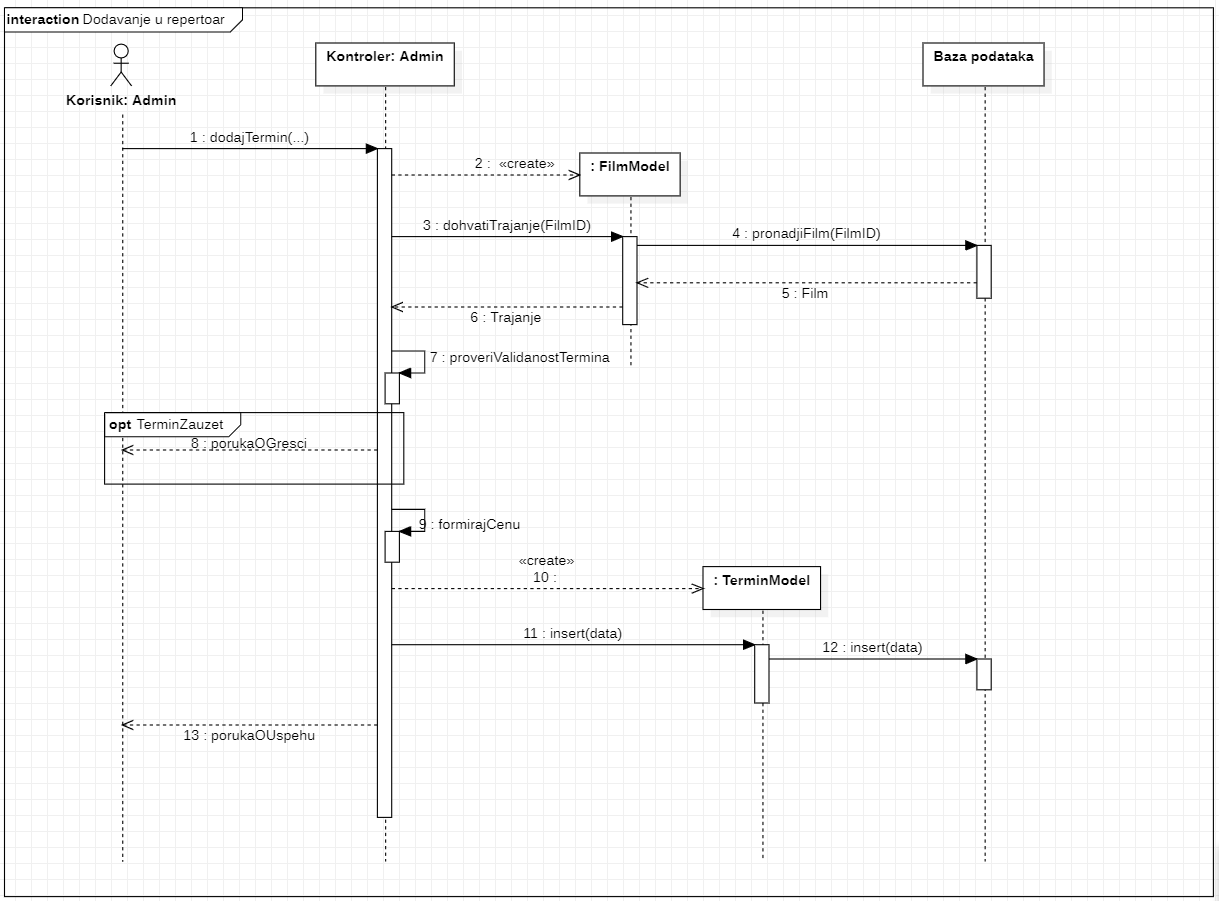 interaction Dodavanje u repertoar
Korisnik: Admin
Kontroler: Admin
Baza podataka
1 : dodajTermin(...)
2 : «create»
: FilmModel
3 : dohvatiTrajanje(FilmID)
4 : pronadjiFilm(FilmID)
5 : Film
6 : Trajanje
7 : proveriValidanostTermina
opt TerminZauzet
8 : porukaOGresci
9 : formirajCenu
«create»
10 :
: TerminModel
11 : insert(data)
12 : insert(data)
13 : porukaOUspehu